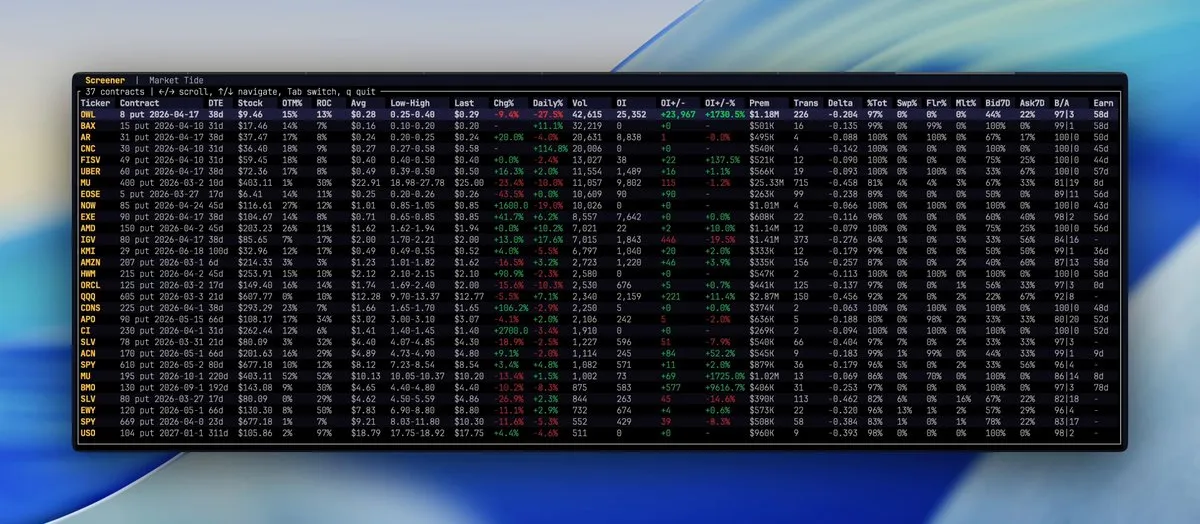 Screener | Market Tide
37 contracts | ←/→ scroll, ↑/↓ navigate, Tab switch, q quit
Ticker Contract DTE Stock OTM% ROC Avg Low-High Last Chg% Daily% Vol OI OI+/- OI+/-% Prem Trans Delta %Tot Swp% Flr% Mlt% Bid7D Ask7D B/A Earn
OWL 8 put 2026-04-17 38d $9.46 15% 13% $0.28 0.25-0.40 $0.29 -9.4% -27.5% 42,615 25,352 +23,967 +1730.5% $1.18M 226 -0.204 97% 0% 0% 0% 44% 22% 97|3 58d
BAX 15 put 2026-04-10 31d $17.46 14% 7% $0.16 0.10-0.20 $0.20 - +11.1% 32,219 0 +0 - $501K 16 -0.135 99% 0% 99% 0% 100% 0% 99|1 58d
AR 31 put 2026-04-17 38d $37.47 17% 8% $0.24 0.20-0.25 $0.24 +20.0% -4.0% 20,631 8,838 -0.0% $495K 4 -0.088 100% 0% 100% 0% 67% 17% 100|0 50d
CNC 30 put 2026-04-10 31d $36.40 18% 9% $0.27 0.27-0.58 $0.58 - +114.8% 20,006 0 +0 - $540K 4 -0.142 100% 0% 100% 0% 0% 0% 100|0 45d
FISV 49 put 2026-04-10 31d $59.45 18% 8% $0.40 0.40-0.50 $0.40 +0.0% -2.4% 13,027 38 +22 +137.5% $521K 12 -0.090 100% 0% 100% 0% 75% 25% 100|0 44d
UBER 60 put 2026-04-17 38d $72.36 17% 8% $0.49 0.39-0.50 $0.50 +16.3% +2.0% 11,554 1,489 +16 +1.1% $566K 19 -0.093 100% 0% 100% 0% 33% 67% 100|0 57d
MU 400 put 2026-03-2 10d $403.11 1% 30% $22.91 18.98-27.78 $25.00 -23.4% -10.0% 11,057 9,802 115 -1.2% $25.33M 715 -0.458 81% 4% 4% 3% 67% 0% 81|19 8d
EOSE 5 put 2026-03-27 17d $6.41 14% 11% $0.25 0.20-0.26 $0.25 -43.5% +0.0% 10,609 90 +90 - $263K 99 -0.238 89% 0% 0% 0% 50% 0% 89|11 56d
NOW 85 put 2026-04-24 45d $116.61 27% 12% $1.01 0.85-1.05 $0.85 +1600.0 -19.0% 10,003 0 +0 - $1.01M 4 -0.066 100% 0% 100% 0% 0% 0% 100|0 43d
EXE 90 put 2026-04-17 38d $104.67 14% 8% $0.71 0.65-0.85 $0.85 +41.7% +6.2% 8,557 7,642 +0 +0.0% $608K 22 -0.116 98% 0% 0% 0% 60% 40% 98|2 56d
AMD 150 put 2026-04-2 45d $203.23 26% 11% $1.62 1.62-1.94 $1.94 +0.0% +10.2% 7,021 22 +2 +10.0% $1.14M 12 -0.079 100% 0% 100% 0% 75% 25% 100|0 56d
IGV 80 put 2026-04-17 38d $85.65 7% 17% $2.00 1.70-2.21 $2.00 +13.0% +17.6% 7,015 1,843 446 -19.5% $1.41M 373 -0.276 84% 1% 0% 5% 33% 56% 84|16 -
KMI 29 put 2026-06-18 100d $32.96 12% 17% $0.49 0.49-0.55 $0.52 +4.0% -5.5% 6,797 1,040 +20 +2.0% $333K 12 -0.179 99% 0% 100% 0% 50% 50% 99|1 36d
AMZN 207 put 2026-03-1 6d $214.33 3% 3% $1.23 1.01-1.82 $1.62 -16.5% +3.2% 2,723 1,220 +46 +3.9% $335K 156 -0.257 87% 0% 0% 2% 40% 60% 87|13 58d
HWM 215 put 2026-04-2 45d $253.91 15% 10% $2.12 2.10-2.15 $2.10 +90.9% -2.3% 2,580 0 +0 - $547K 2 -0.113 100% 0% 100% 0% 0% 0% 100|0 58d
ORCL 125 put 2026-03-2 17d $149.40 16% 14% $1.74 1.69-2.40 $2.00 -15.6% -10.3% 2,530 676 +5 +0.7% $441K 125 -0.137 97% 0% 0% 1% 56% 33% 97|3 0d
QQQ 605 put 2026-03-3 21d $607.77 0% 10% $12.28 9.70-13.37 $12.77 -5.5% +7.1% 2,340 2,159 +221 +11.4% $2.87M 150 -0.456 92% 2% 0% 2% 22% 67% 92|8 -
CDNS 225 put 2026-04-1 38d $293.29 23% 7% $1.66 1.65-1.70 $1.65 +106.2% -2.9% 2,250 5 +0 +0.0% $374K 2 -0.063 100% 0% 100% 0% 100% 0% 100|0 48d
APO 90 put 2026-05-15 66d $108.17 17% 34% $3.02 3.00-3.10 $3.07 -4.1% +2.0% 2,106 242 5 -2.0% $636K 5 -0.188 80% 0% 98% 2% 33% 33% 80|20 52d
CI 230 put 2026-04-1 31d $262.44 12% 6% $1.41 1.40-1.45 $1.40 +2700.0 -3.4% 1,910 0 +0 - $269K 2 -0.094 100% 0% 100% 0% 0% 0% 100|0 52d
SLV 78 put 2026-03-31 21d $80.09 3% 32% $4.40 4.07-4.85 $4.30 -18.9% -2.5% 1,227 596 51 -7.9% $540K 66 -0.404 97% 7% 0% 2% 33% 33% 97|3 -
ACN 170 put 2026-05-1 66d $201.63 16% 29% $4.89 4.73-4.90 $4.80 +9.1% -2.0% 1,114 245 +84 +52.2% $545K 9 -0.183 99% 1% 99% 0% 44% 33% 99|1 9d
SPY 610 put 2026-05-2 80d $677.18 10% 12% $8.12 7.23-8.54 $8.54 +3.4% +4.8% 1,082 571 +11 +2.0% $879K 36 -0.179 96% 5% 0% 2% 33% 56% 96|4 -
MU 195 put 2026-10-1 220d $403.11 52% 52% $10.13 10.05-10.37 $10.20 -13.4% +1.5% 1,002 73 +69 +1725.0% $1.02M 13 -0.069 86% 0% 70% 0% 0% 100% 86|14 8d
BMO 130 put 2026-09-1 192d $143.08 9% 30% $4.65 4.40-4.80 $4.40 -10.2% -8.3% 875 583 +577 +9616.7% $406K 31 -0.253 97% 0% 0% 0% 100% 0% 97|3 78d
SLV 80 put 2026-03-27 17d $80.09 0% 29% $4.62 4.50-5.59 $4.86 -26.9% +2.3% 844 263 45 -14.6% $390K 113 -0.462 82% 6% 0% 16% 67% 22% 82|18 -
EWY 120 put 2026-05-1 66d $130.30 8% 50% $7.83 6.90-8.80 $8.80 -11.1% +2.9% 732 674 +4 +0.6% $573K 22 -0.320 96% 13% 1% 2% 57% 29% 96|4 -
SPY 669 put 2026-04-0 23d $677.18 1% 7% $9.21 8.03-11.80 $10.30 -11.6% -5.3% 552 429 39 -8.3% $508K 58 -0.384 83% 1% 0% 1% 78% 22% 83|17 -
USO 104 put 2027-01-1 311d $105.86 2% 97% $18.79 17.75-18.92 $17.75 +4.4% -4.6% 511 0 +0 - $960K 9 -0.393 98% 0% 0% 0% 100% 0% 98|2 -